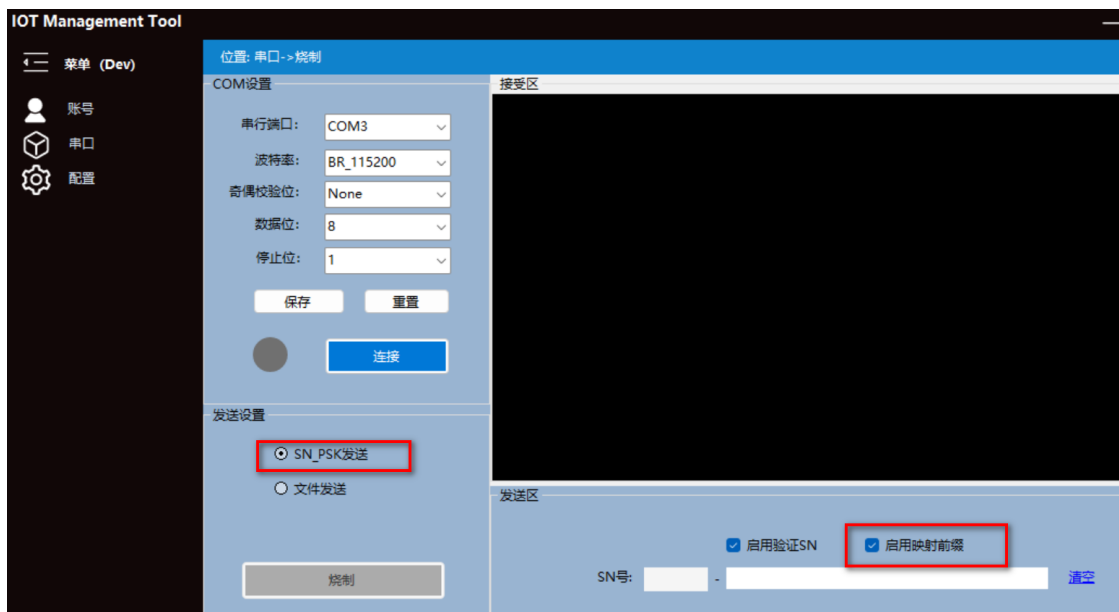 IOT Management Tool
菜单 (Dev)
账号
串口
配置
位置: 串口->烧制
COM设置
串行端口: COM3
波特率: BR_115200
奇偶校验位: None
数据位: 8
停止位: 1
保存 重置
连接
发送设置
SN_PSK发送
文件发送
烧制
接受区
发送区
启用验证SN 启用映射前缀
SN号: - 清空